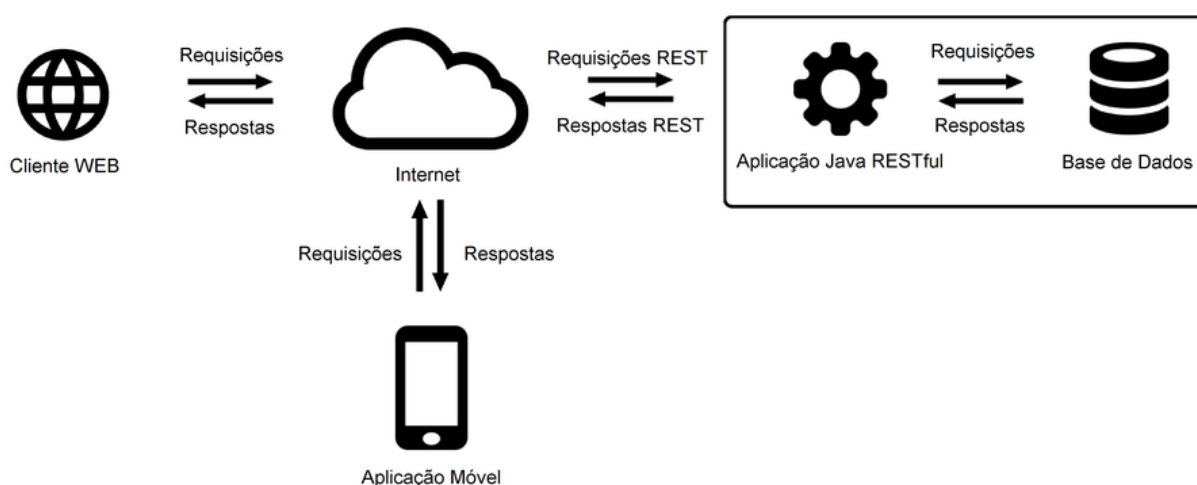 Requisições
Respostas
Cliente WEB
Internet
Requisições REST
Respostas REST
Requisições
Respostas
Aplicação Java RESTful
Base de Dados
Requisições
Respostas
Aplicação Móvel